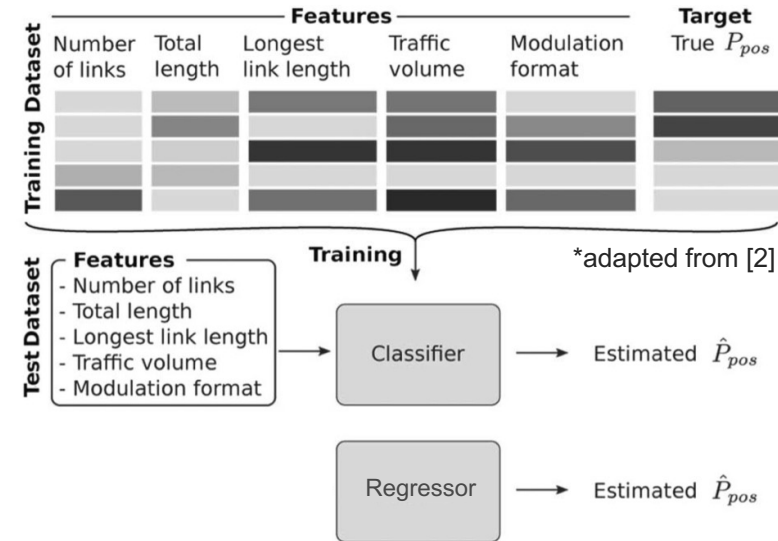 Features
Target
Number of links
Total length
Longest link length
Traffic volume
Modulation format
True P_pos
Training Dataset
Training
*adapted from [2]
Test Dataset
Features
- Number of links
- Total length
- Longest link length
- Traffic volume
- Modulation format
Classifier
Estimated P̂_pos
Regressor
Estimated P̂_pos